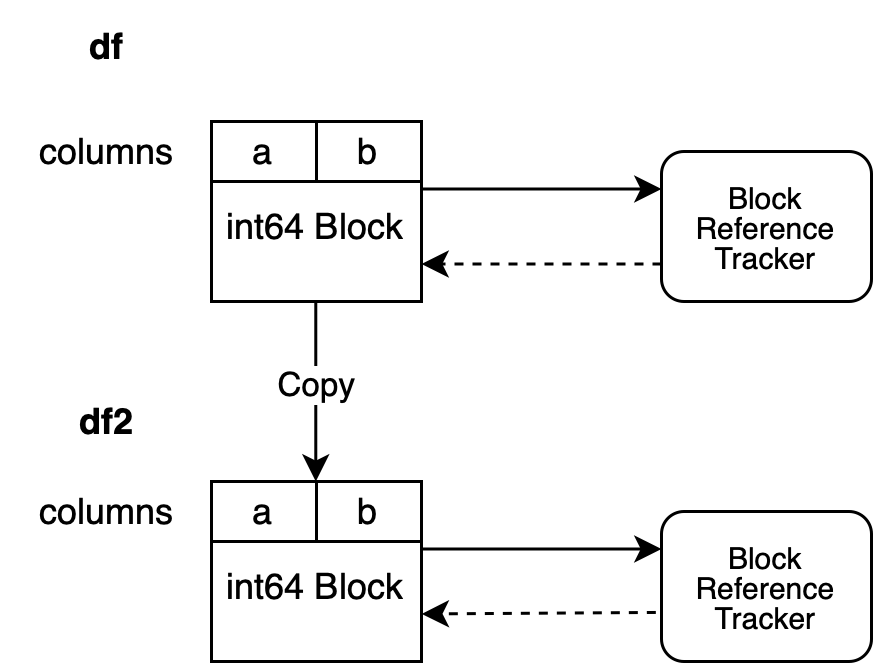 df
columns
a b
int64 Block
Block
Reference
Tracker
Copy
df2
columns
a b
int64 Block
Block
Reference
Tracker